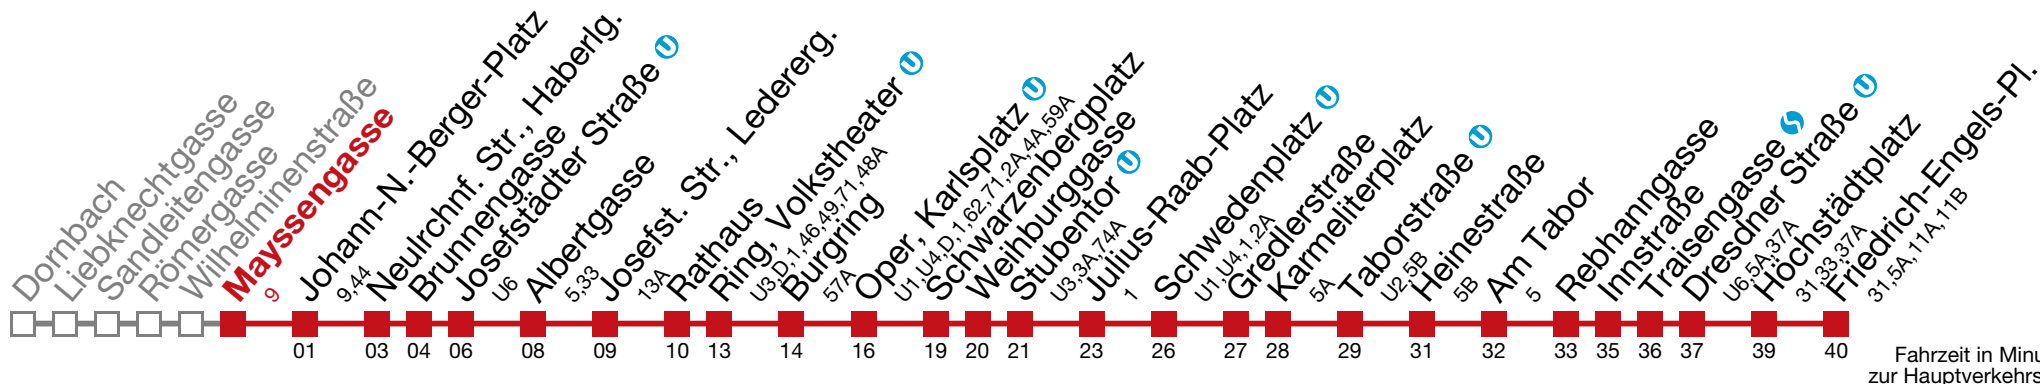 Dornbach
Liebknechtgasse
Sandleitengasse
Römergasse
Wilhelminenstraße
Mayssengasse
9
Johann-N.-Berger-Platz
9,44
Neulrchnf. Str., Haberlg.
Brunnengasse
Josefstädter Straße U
U6
Albertgasse
5,33
Josefst. Str., Ledererg.
13A
Rathaus
Ring, Volkstheater U
U3,D,1,46,49,71,48A
Burgring
57A
Oper, Karlsplatz U
U1,U4,D,1,62,71,2A,4A,59A
Schwarzenbergplatz
Weihburggasse
Stubentor U
U3,3A,74A
Julius-Raab-Platz
1
Schwedenplatz U
U1,U4,1,2A
Gredlerstraße
Karmeliterplatz
5A
Taborstraße U
U2,5B
Heinestraße
5B
Am Tabor
5
Rebhanngasse
Innstraße
Traisengasse S
Dresdner Straße U
U6,5A,37A
Höchstädtplatz
31,33,37A
Friedrich-Engels-Pl.
31,5A,11A,11B
01 03 04 06 08 09 10 13 14 16 19 20 21 23 26 27 28 29 31 32 33 35 36 37 39 40
Fahrzeit in Minu
zur Hauptverkehrs